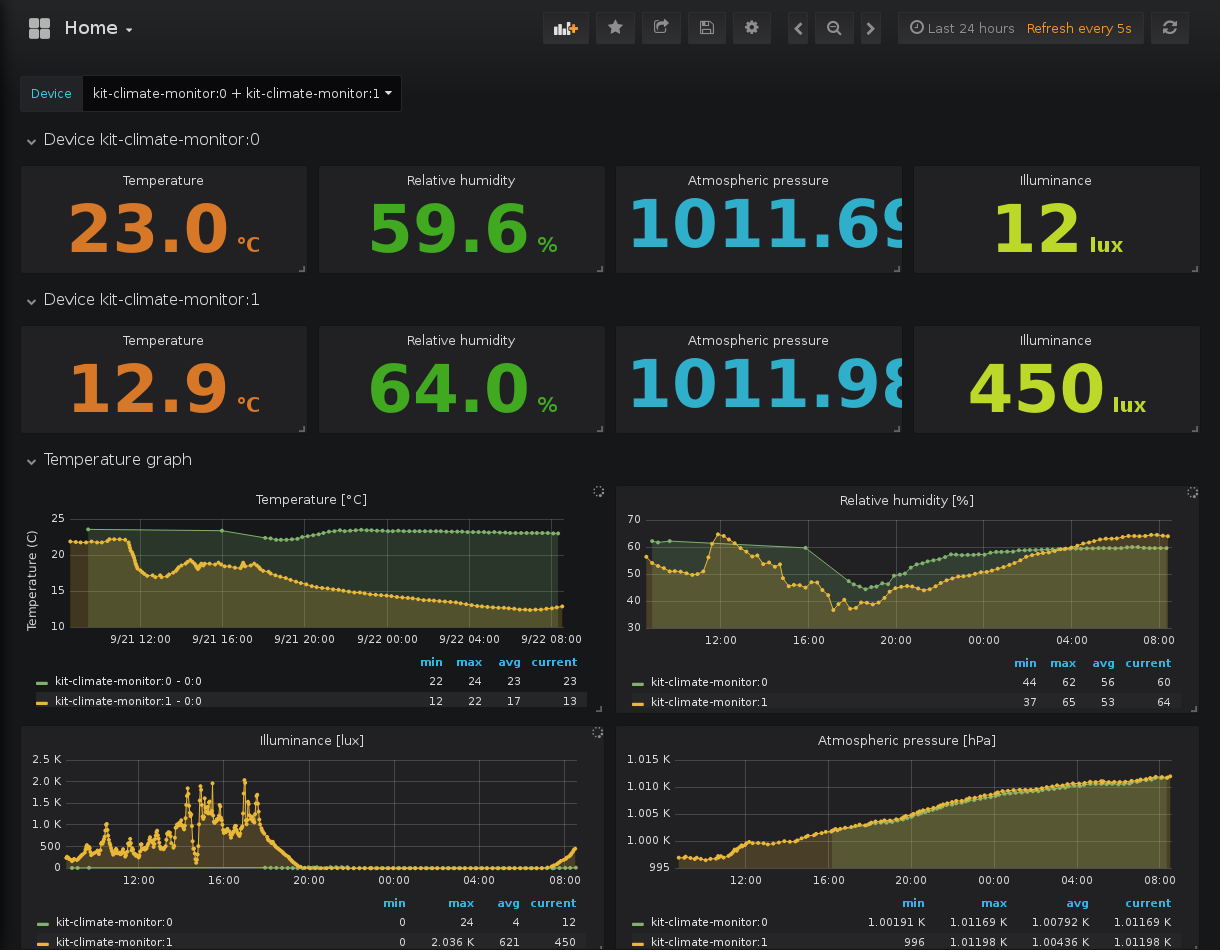 Home
Last 24 hours Refresh every 5s
Device kit-climate-monitor:0 + kit-climate-monitor:1
Device kit-climate-monitor:0
Temperature Relative humidity Atmospheric pressure Illuminance
23.0 °C 59.6 % 1011.69 12 lux
Device kit-climate-monitor:1
Temperature Relative humidity Atmospheric pressure Illuminance
12.9 °C 64.0 % 1011.98 450 lux
Temperature graph
Temperature [°C]
Temperature (C)
25
20
15
10
9/21 12:00 9/21 16:00 9/21 20:00 9/22 00:00 9/22 04:00 9/22 08:00
min max avg current
kit-climate-monitor:0 - 0:0 22 24 23 23
kit-climate-monitor:1 - 0:0 12 22 17 13
Relative humidity [%]
70
60
50
40
30
12:00 16:00 20:00 00:00 04:00 08:00
min max avg current
kit-climate-monitor:0 44 62 56 60
kit-climate-monitor:1 37 65 53 64
Illuminance [lux]
2.5 K
2.0 K
1.5 K
1.0 K
500
0
12:00 16:00 20:00 00:00 04:00 08:00
min max avg current
kit-climate-monitor:0 0 24 4 12
kit-climate-monitor:1 0 2.036 K 621 450
Atmospheric pressure [hPa]
1.015 K
1.010 K
1.005 K
1.000 K
995
12:00 16:00 20:00 00:00 04:00 08:00
min max avg current
kit-climate-monitor:0 1.00191 K 1.01169 K 1.00792 K 1.01169 K
kit-climate-monitor:1 996 1.01198 K 1.00436 K 1.01198 K